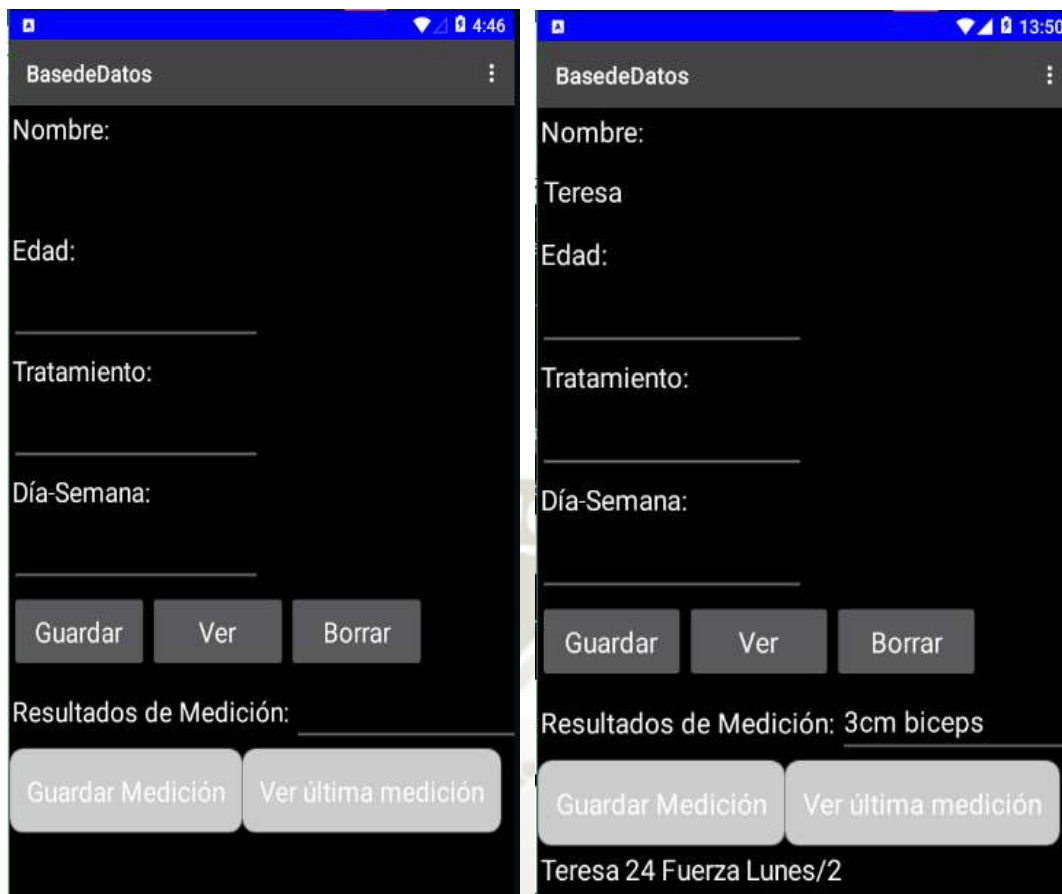 4:46
BasedeDatos
Nombre:
Edad:
Tratamiento:
Día-Semana:
Guardar Ver Borrar
Resultados de Medición:
Guardar Medición Ver última medición
13:50
BasedeDatos
Nombre:
Teresa
Edad:
Tratamiento:
Día-Semana:
Guardar Ver Borrar
Resultados de Medición: 3cm biceps
Guardar Medición Ver última medición
Teresa 24 Fuerza Lunes/2